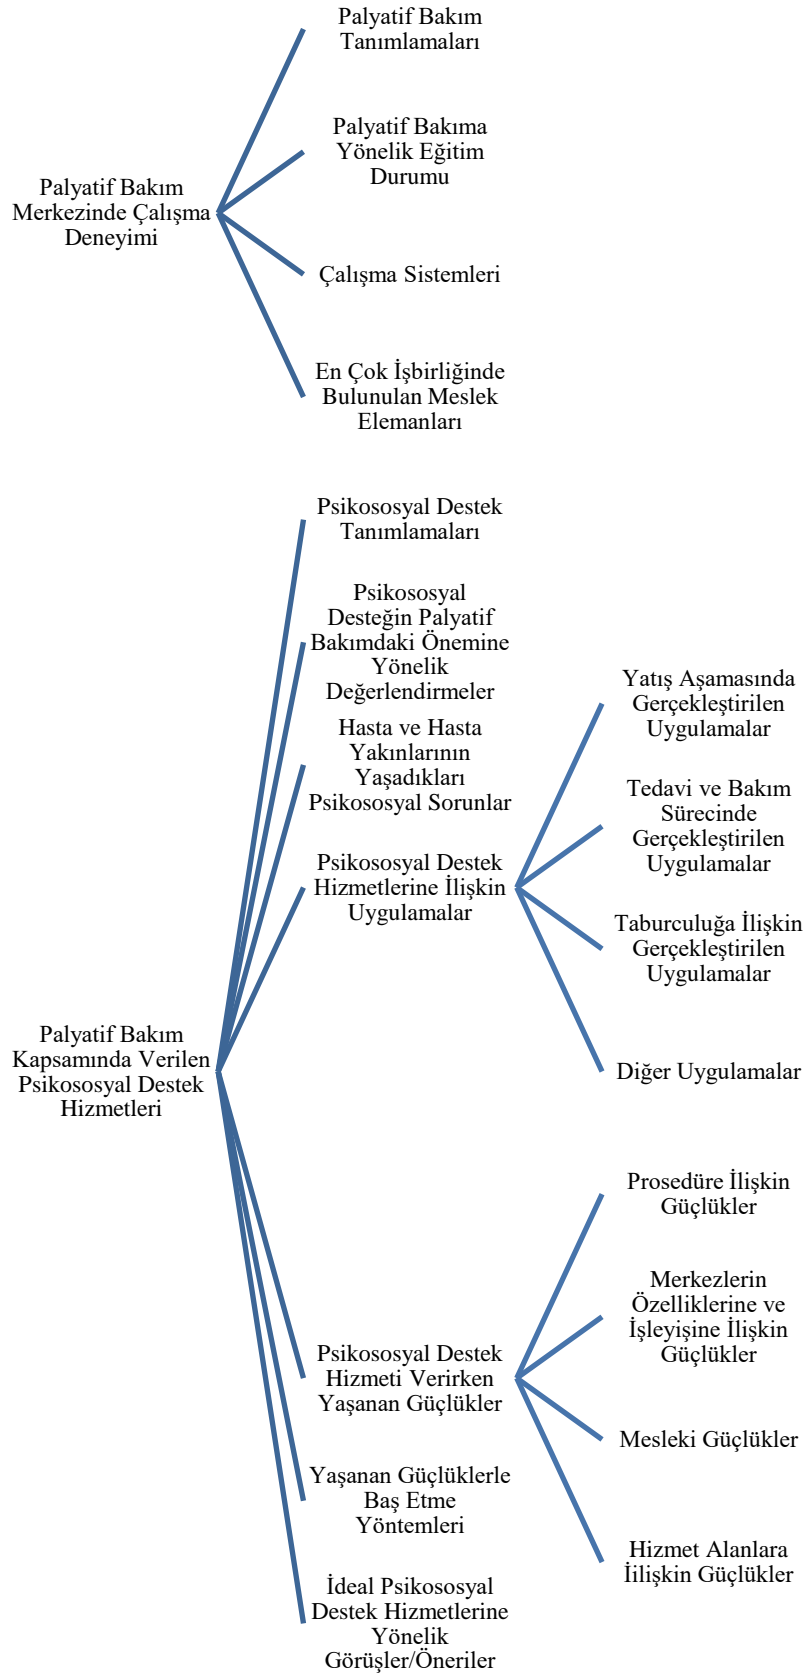 Palyatif Bakım
Merkezinde Çalışma
Deneyimi
Palyatif Bakım
Tanımlamaları
Palyatif Bakıma
Yönelik Eğitim
Durumu
Çalışma Sistemleri
En Çok İşbirliğinde
Bulunulan Meslek
Elemanları
Palyatif Bakım
Kapsamında Verilen
Psikososyal Destek
Hizmetleri
Psikososyal Destek
Tanımlamaları
Psikososyal
Desteğin Palyatif
Bakımdaki Önemine
Yönelik
Değerlendirmeler
Hasta ve Hasta
Yakınlarının
Yaşadıkları
Psikososyal Sorunlar
Psikososyal Destek
Hizmetlerine İlişkin
Uygulamalar
Yatış Aşamasında
Gerçekleştirilen
Uygulamalar
Tedavi ve Bakım
Sürecinde
Gerçekleştirilen
Uygulamalar
Taburculuğa İlişkin
Gerçekleştirilen
Uygulamalar
Diğer Uygulamalar
Psikososyal Destek
Hizmeti Verirken
Yaşanan Güçlükler
Prosedüre İlişkin
Güçlükler
Merkezlerin
Özelliklerine ve
İşleyişine İlişkin
Güçlükler
Mesleki Güçlükler
Hizmet Alanlara
İilişkin Güçlükler
Yaşanan Güçlüklerle
Baş Etme
Yöntemleri
İdeal Psikososyal
Destek Hizmetlerine
Yönelik
Görüşler/Öneriler